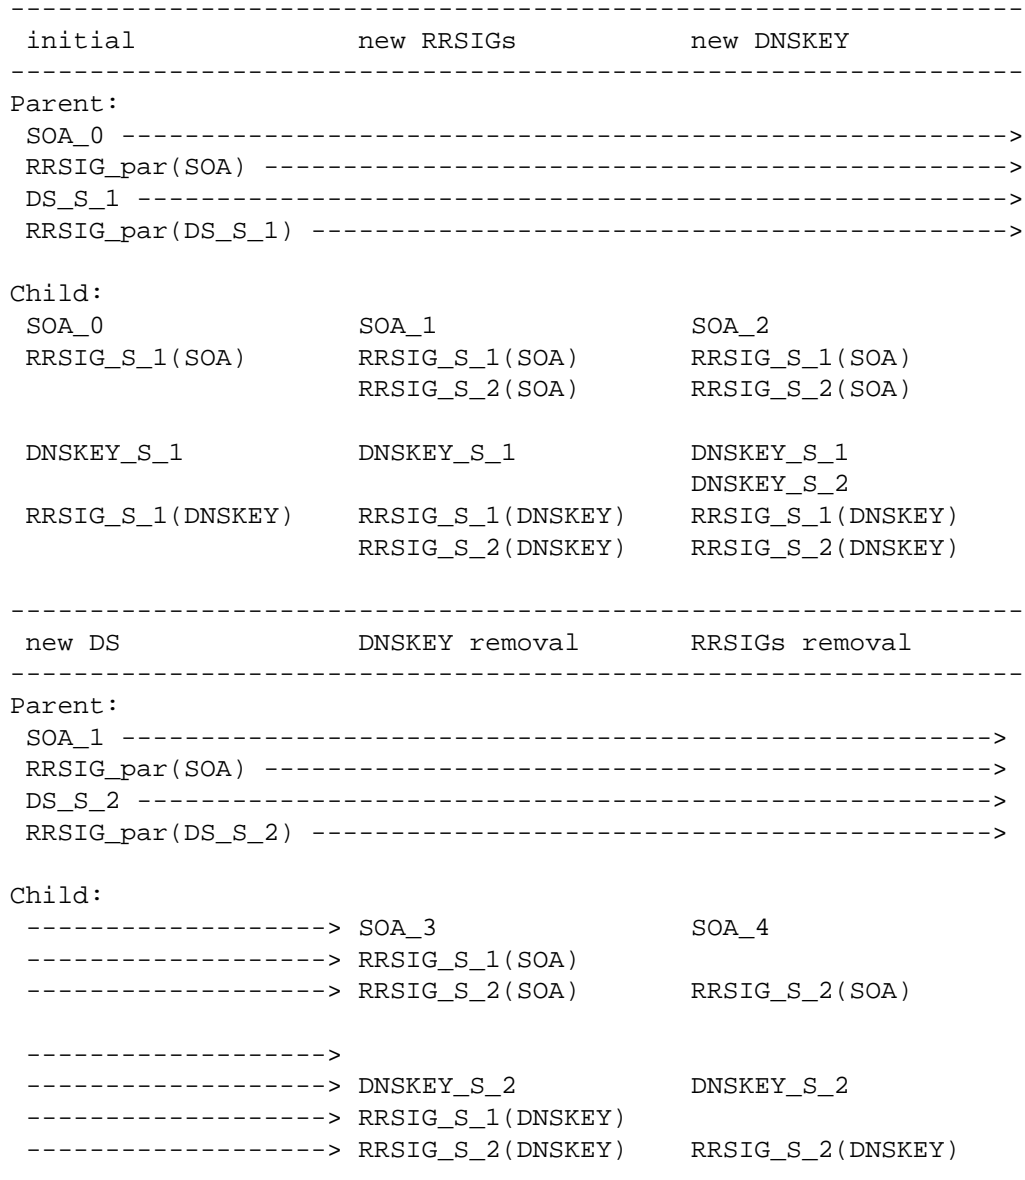 ----------------------------------------------------------------
 initial              new RRSIGs           new DNSKEY
----------------------------------------------------------------
Parent:
 SOA_0 -------------------------------------------------------->
 RRSIG_par(SOA) ----------------------------------------------->
 DS_S_1 ------------------------------------------------------->
 RRSIG_par(DS_S_1) -------------------------------------------->

Child:
 SOA_0                SOA_1                SOA_2
 RRSIG_S_1(SOA)       RRSIG_S_1(SOA)       RRSIG_S_1(SOA)
                      RRSIG_S_2(SOA)       RRSIG_S_2(SOA)

 DNSKEY_S_1           DNSKEY_S_1           DNSKEY_S_1
                                           DNSKEY_S_2
 RRSIG_S_1(DNSKEY)    RRSIG_S_1(DNSKEY)    RRSIG_S_1(DNSKEY)
                      RRSIG_S_2(DNSKEY)    RRSIG_S_2(DNSKEY)

----------------------------------------------------------------
 new DS               DNSKEY removal       RRSIGs removal
----------------------------------------------------------------
Parent:
 SOA_1 ------------------------------------------------------->
 RRSIG_par(SOA) ---------------------------------------------->
 DS_S_2 ------------------------------------------------------>
 RRSIG_par(DS_S_2) ------------------------------------------->

Child:
 -------------------> SOA_3                SOA_4
 -------------------> RRSIG_S_1(SOA)
 -------------------> RRSIG_S_2(SOA)       RRSIG_S_2(SOA)

 ------------------->
 -------------------> DNSKEY_S_2           DNSKEY_S_2
 -------------------> RRSIG_S_1(DNSKEY)
 -------------------> RRSIG_S_2(DNSKEY)    RRSIG_S_2(DNSKEY)